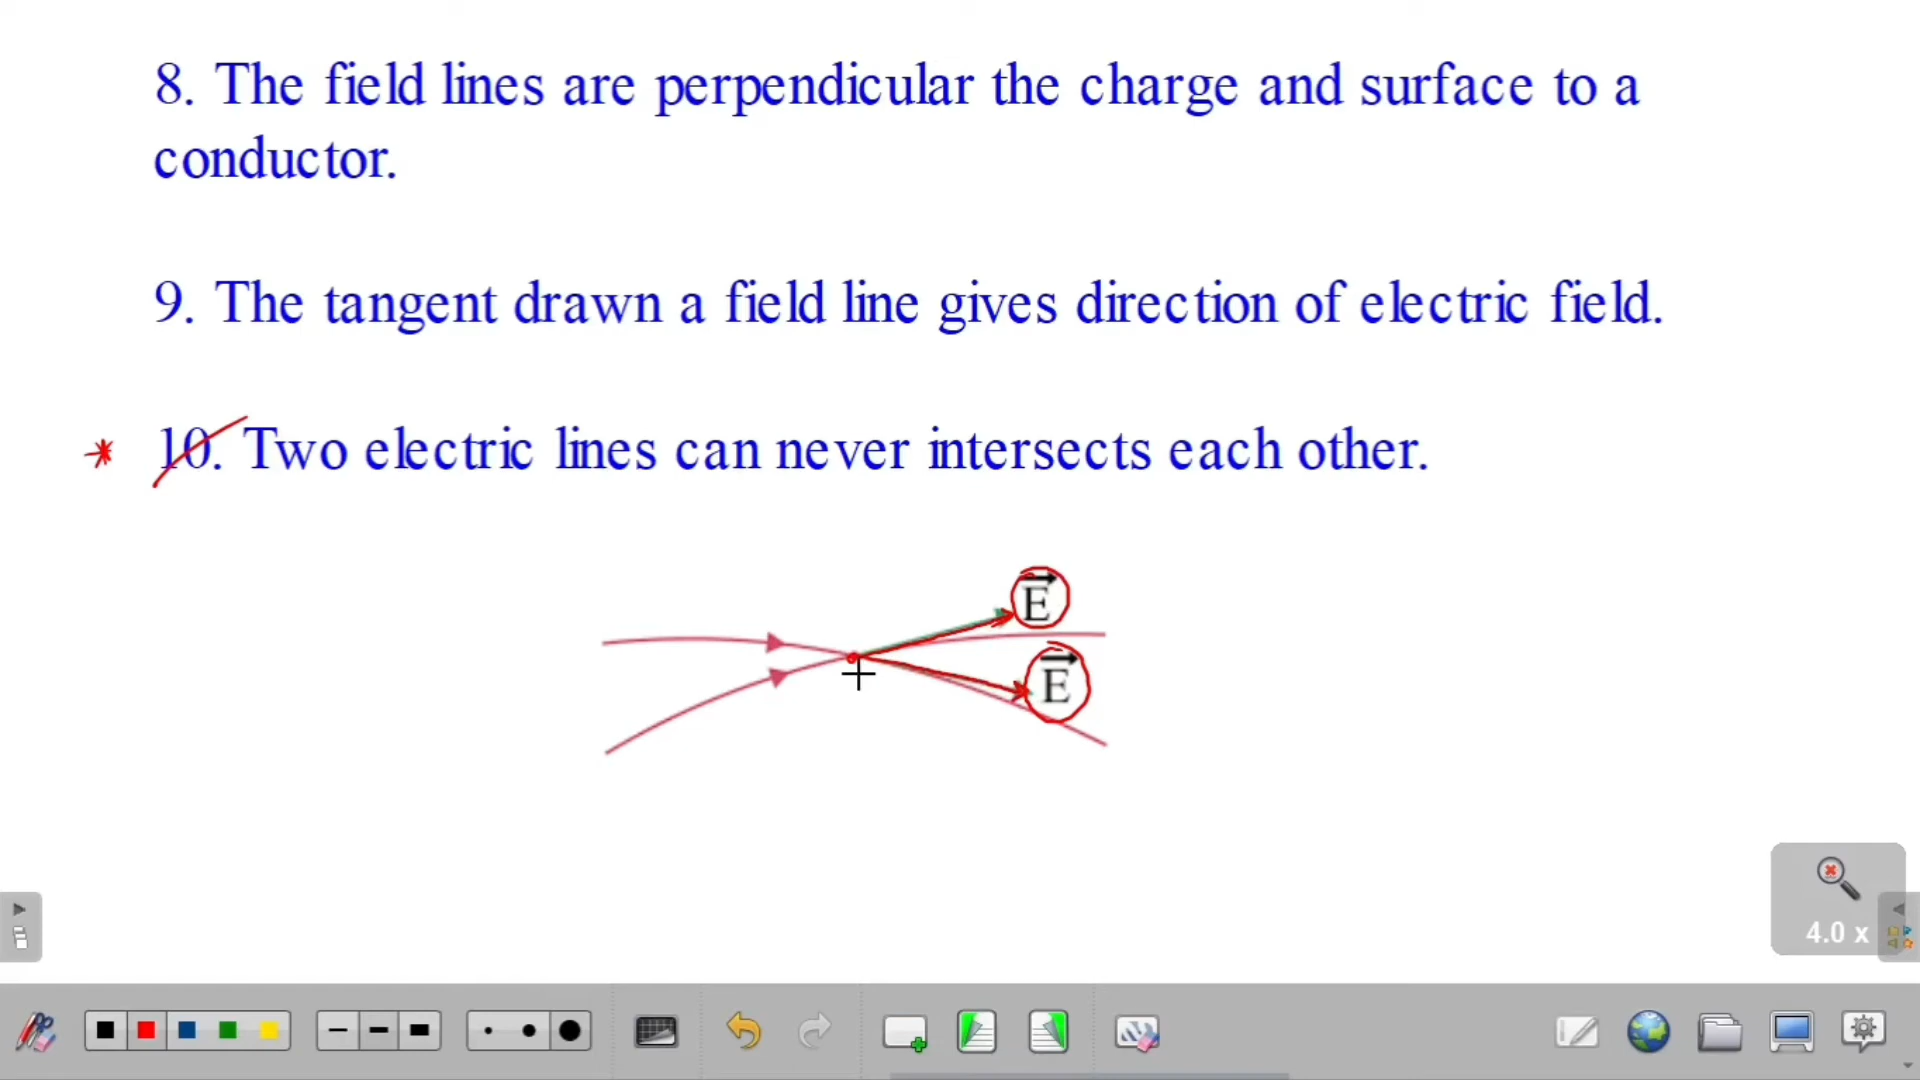 8. The field lines are perpendicular the charge and surface to a
conductor.
9. The tangent drawn a field line gives direction of electric field.
* 10. Two electric lines can never intersects each other.
E
E
4.0 x